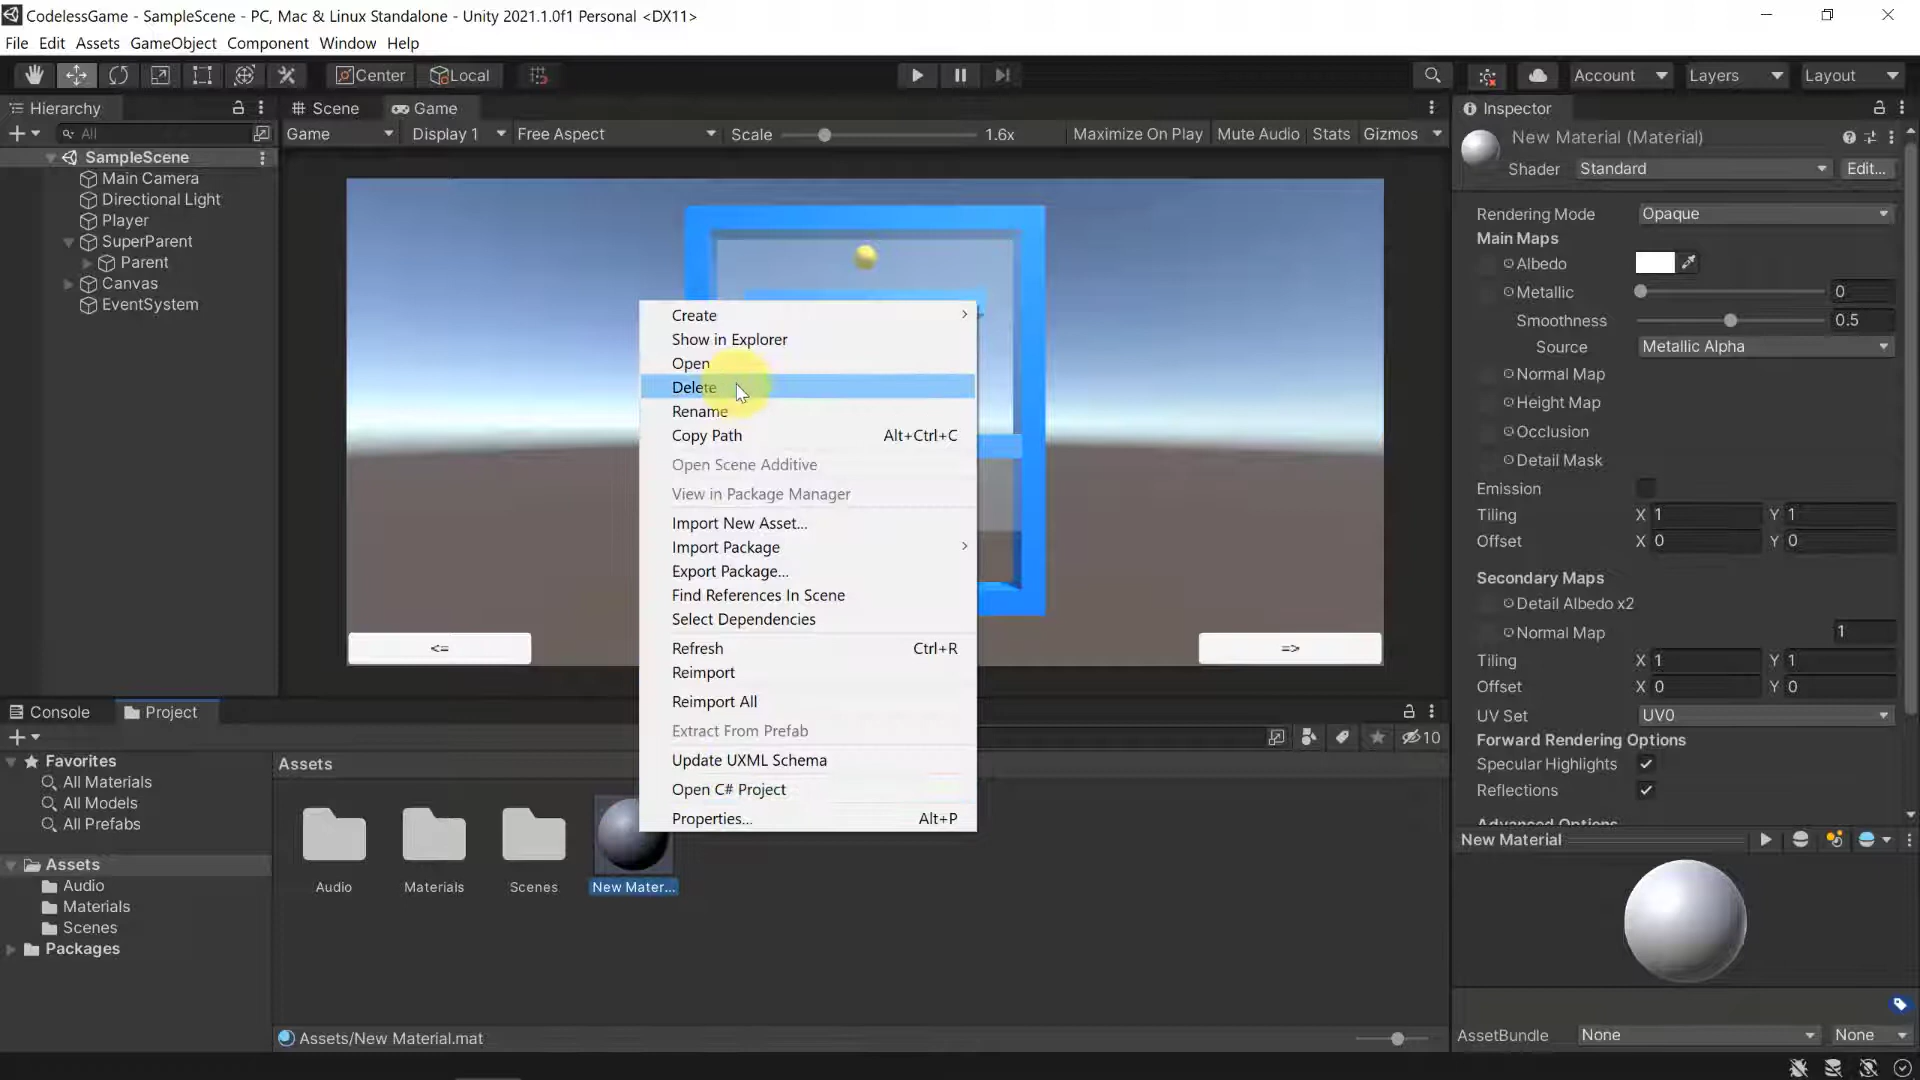 CodelessGame - SampleScene - PC, Mac & Linux Standalone - Unity 2021.1.0f1 Personal <DX11>
File Edit Assets GameObject Component Window Help
Center Local Account Layers Layout
Hierarchy
All
SampleScene
Main Camera
Directional Light
Player
SuperParent
Parent
Canvas
EventSystem
Scene Game
Game Display 1 Free Aspect Scale 1.6x Maximize On Play Mute Audio Stats Gizmos
<=
=>
Create
Show in Explorer
Open
Delete
Rename
Copy Path Alt+Ctrl+C
Open Scene Additive
View in Package Manager
Import New Asset...
Import Package
Export Package...
Find References In Scene
Select Dependencies
Refresh Ctrl+R
Reimport
Reimport All
Extract From Prefab
Update UXML Schema
Open C# Project
Properties... Alt+P
Console Project
10
Favorites
All Materials
All Models
All Prefabs
Assets
Audio
Materials
Scenes
Packages
Assets
Audio Materials Scenes New Mater...
Assets/New Material.mat
Inspector
New Material (Material)
Shader Standard Edit...
Rendering Mode Opaque
Main Maps
Albedo
Metallic 0
Smoothness 0.5
Source Metallic Alpha
Normal Map
Height Map
Occlusion
Detail Mask
Emission
Tiling X 1 Y 1
Offset X 0 Y 0
Secondary Maps
Detail Albedo x2
Normal Map 1
Tiling X 1 Y 1
Offset X 0 Y 0
UV Set UV0
Forward Rendering Options
Specular Highlights
Reflections
Advanced Options
New Material
AssetBundle None None